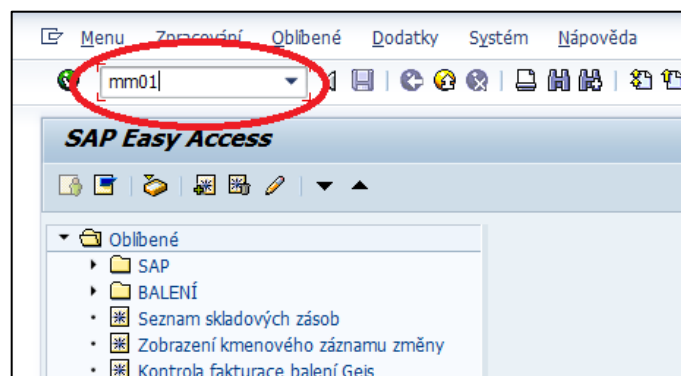 Menu Zpracování Oblíbené Dodatky Systém Nápověda
mm01
SAP Easy Access
Oblíbené
SAP
BALENÍ
Seznam skladových zásob
Zobrazení kmenového záznamu změny
Kontrola fakturace balení Geis